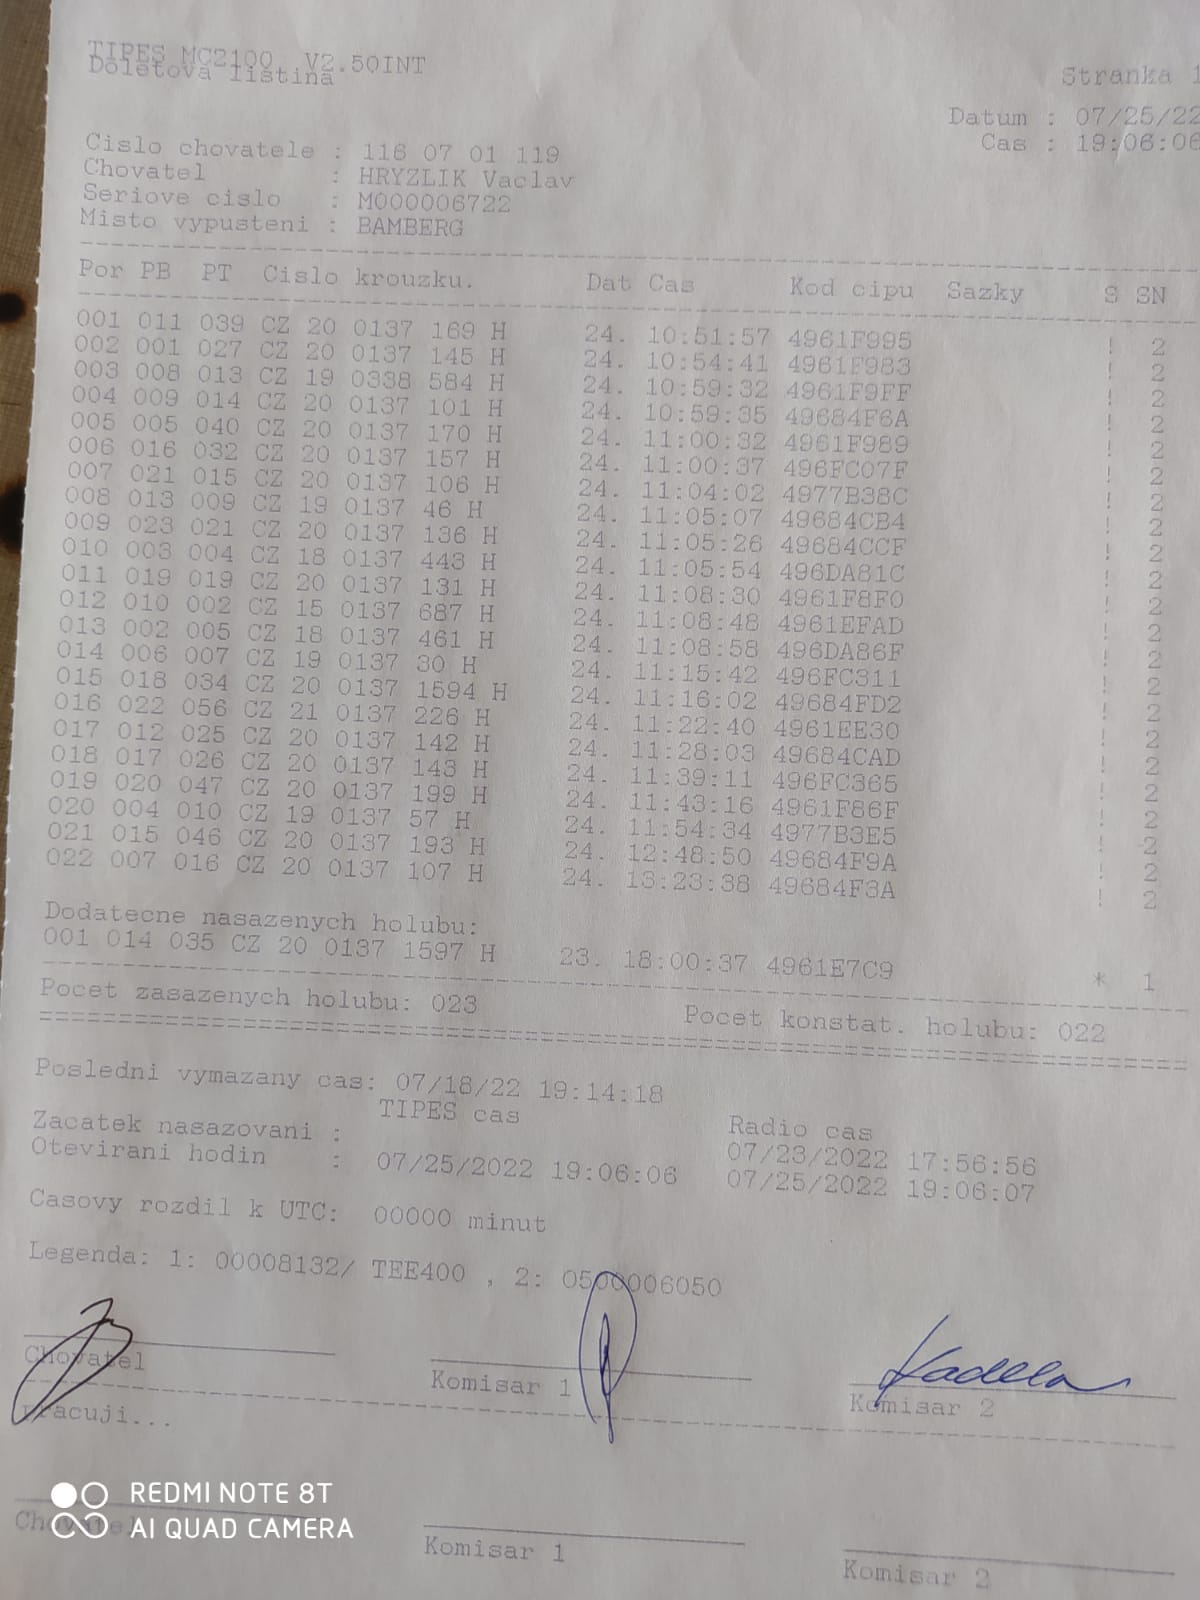 TIPES MC2100 V2.50INT
Doletova listina
Stranka 1
Datum : 07/25/22
Cas : 19:06:06
Cislo chovatele : 116 07 01 119
Chovatel : HRYZLIK Vaclav
Seriove cislo : M000006722
Misto vypusteni : BAMBERG
Por PB PT Cislo krouzku. Dat Cas Kod cipu Sazky S SN
001 011 039 CZ 20 0137 169 H 24. 10:51:57 4961F995 ! 2
002 001 027 CZ 20 0137 145 H 24. 10:54:41 4961F983 ! 2
003 008 013 CZ 19 0338 584 H 24. 10:59:32 4961F9FF ! 2
004 009 014 CZ 20 0137 101 H 24. 10:59:35 49684F6A ! 2
005 005 040 CZ 20 0137 170 H 24. 11:00:32 4961F989 ! 2
006 016 032 CZ 20 0137 157 H 24. 11:00:37 496FC07F ! 2
007 021 015 CZ 20 0137 106 H 24. 11:04:02 4977B38C ! 2
008 013 009 CZ 19 0137 46 H 24. 11:05:07 49684CB4 ! 2
009 023 021 CZ 20 0137 136 H 24. 11:05:26 49684CCF ! 2
010 003 004 CZ 18 0137 443 H 24. 11:05:54 496DA81C ! 2
011 019 019 CZ 20 0137 131 H 24. 11:08:30 4961F8F0 ! 2
012 010 002 CZ 15 0137 687 H 24. 11:08:48 4961EFAD ! 2
013 002 005 CZ 18 0137 461 H 24. 11:08:58 496DA86F ! 2
014 006 007 CZ 19 0137 30 H 24. 11:15:42 496FC311 ! 2
015 018 034 CZ 20 0137 1594 H 24. 11:16:02 49684FD2 ! 2
016 022 056 CZ 21 0137 226 H 24. 11:22:40 4961EE30 ! 2
017 012 025 CZ 20 0137 142 H 24. 11:28:03 49684CAD ! 2
018 017 026 CZ 20 0137 143 H 24. 11:39:11 496FC365 ! 2
019 020 047 CZ 20 0137 199 H 24. 11:43:16 4961F86F ! 2
020 004 010 CZ 19 0137 57 H 24. 11:54:34 4977B3E5 ! 2
021 015 046 CZ 20 0137 193 H 24. 12:48:50 49684F9A ! 2
022 007 016 CZ 20 0137 107 H 24. 13:23:38 49684F3A ! 2
Dodatecne nasazenych holubu:
001 014 035 CZ 20 0137 1597 H 23. 18:00:37 4961E7C9 * 1
Pocet zasazenych holubu: 023 Pocet konstat. holubu: 022
Posledni vymazany cas: 07/18/22 19:14:18
TIPES cas Radio cas
Zacatek nasazovani : 07/23/2022 17:56:56
Otevirani hodin : 07/25/2022 19:06:06 07/25/2022 19:06:07
Casovy rozdil k UTC: 00000 minut
Legenda: 1: 00008132/ TEE400 , 2: 0500006050
Chovatel Komisar 1 Komisar 2
pracuji...
REDMI NOTE 8T
AI QUAD CAMERA
Chovatel Komisar 1 Komisar 2